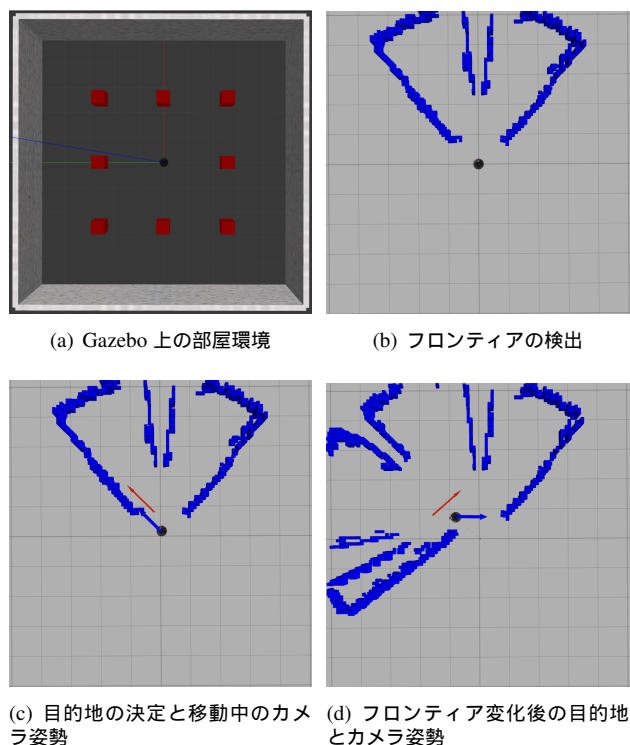 (a) Gazebo 上の部屋環境
(b) フロンティアの検出
(c) 目的地の決定と移動中のカメ
ラ姿勢
(d) フロンティア変化後の目的地
とカメラ姿勢